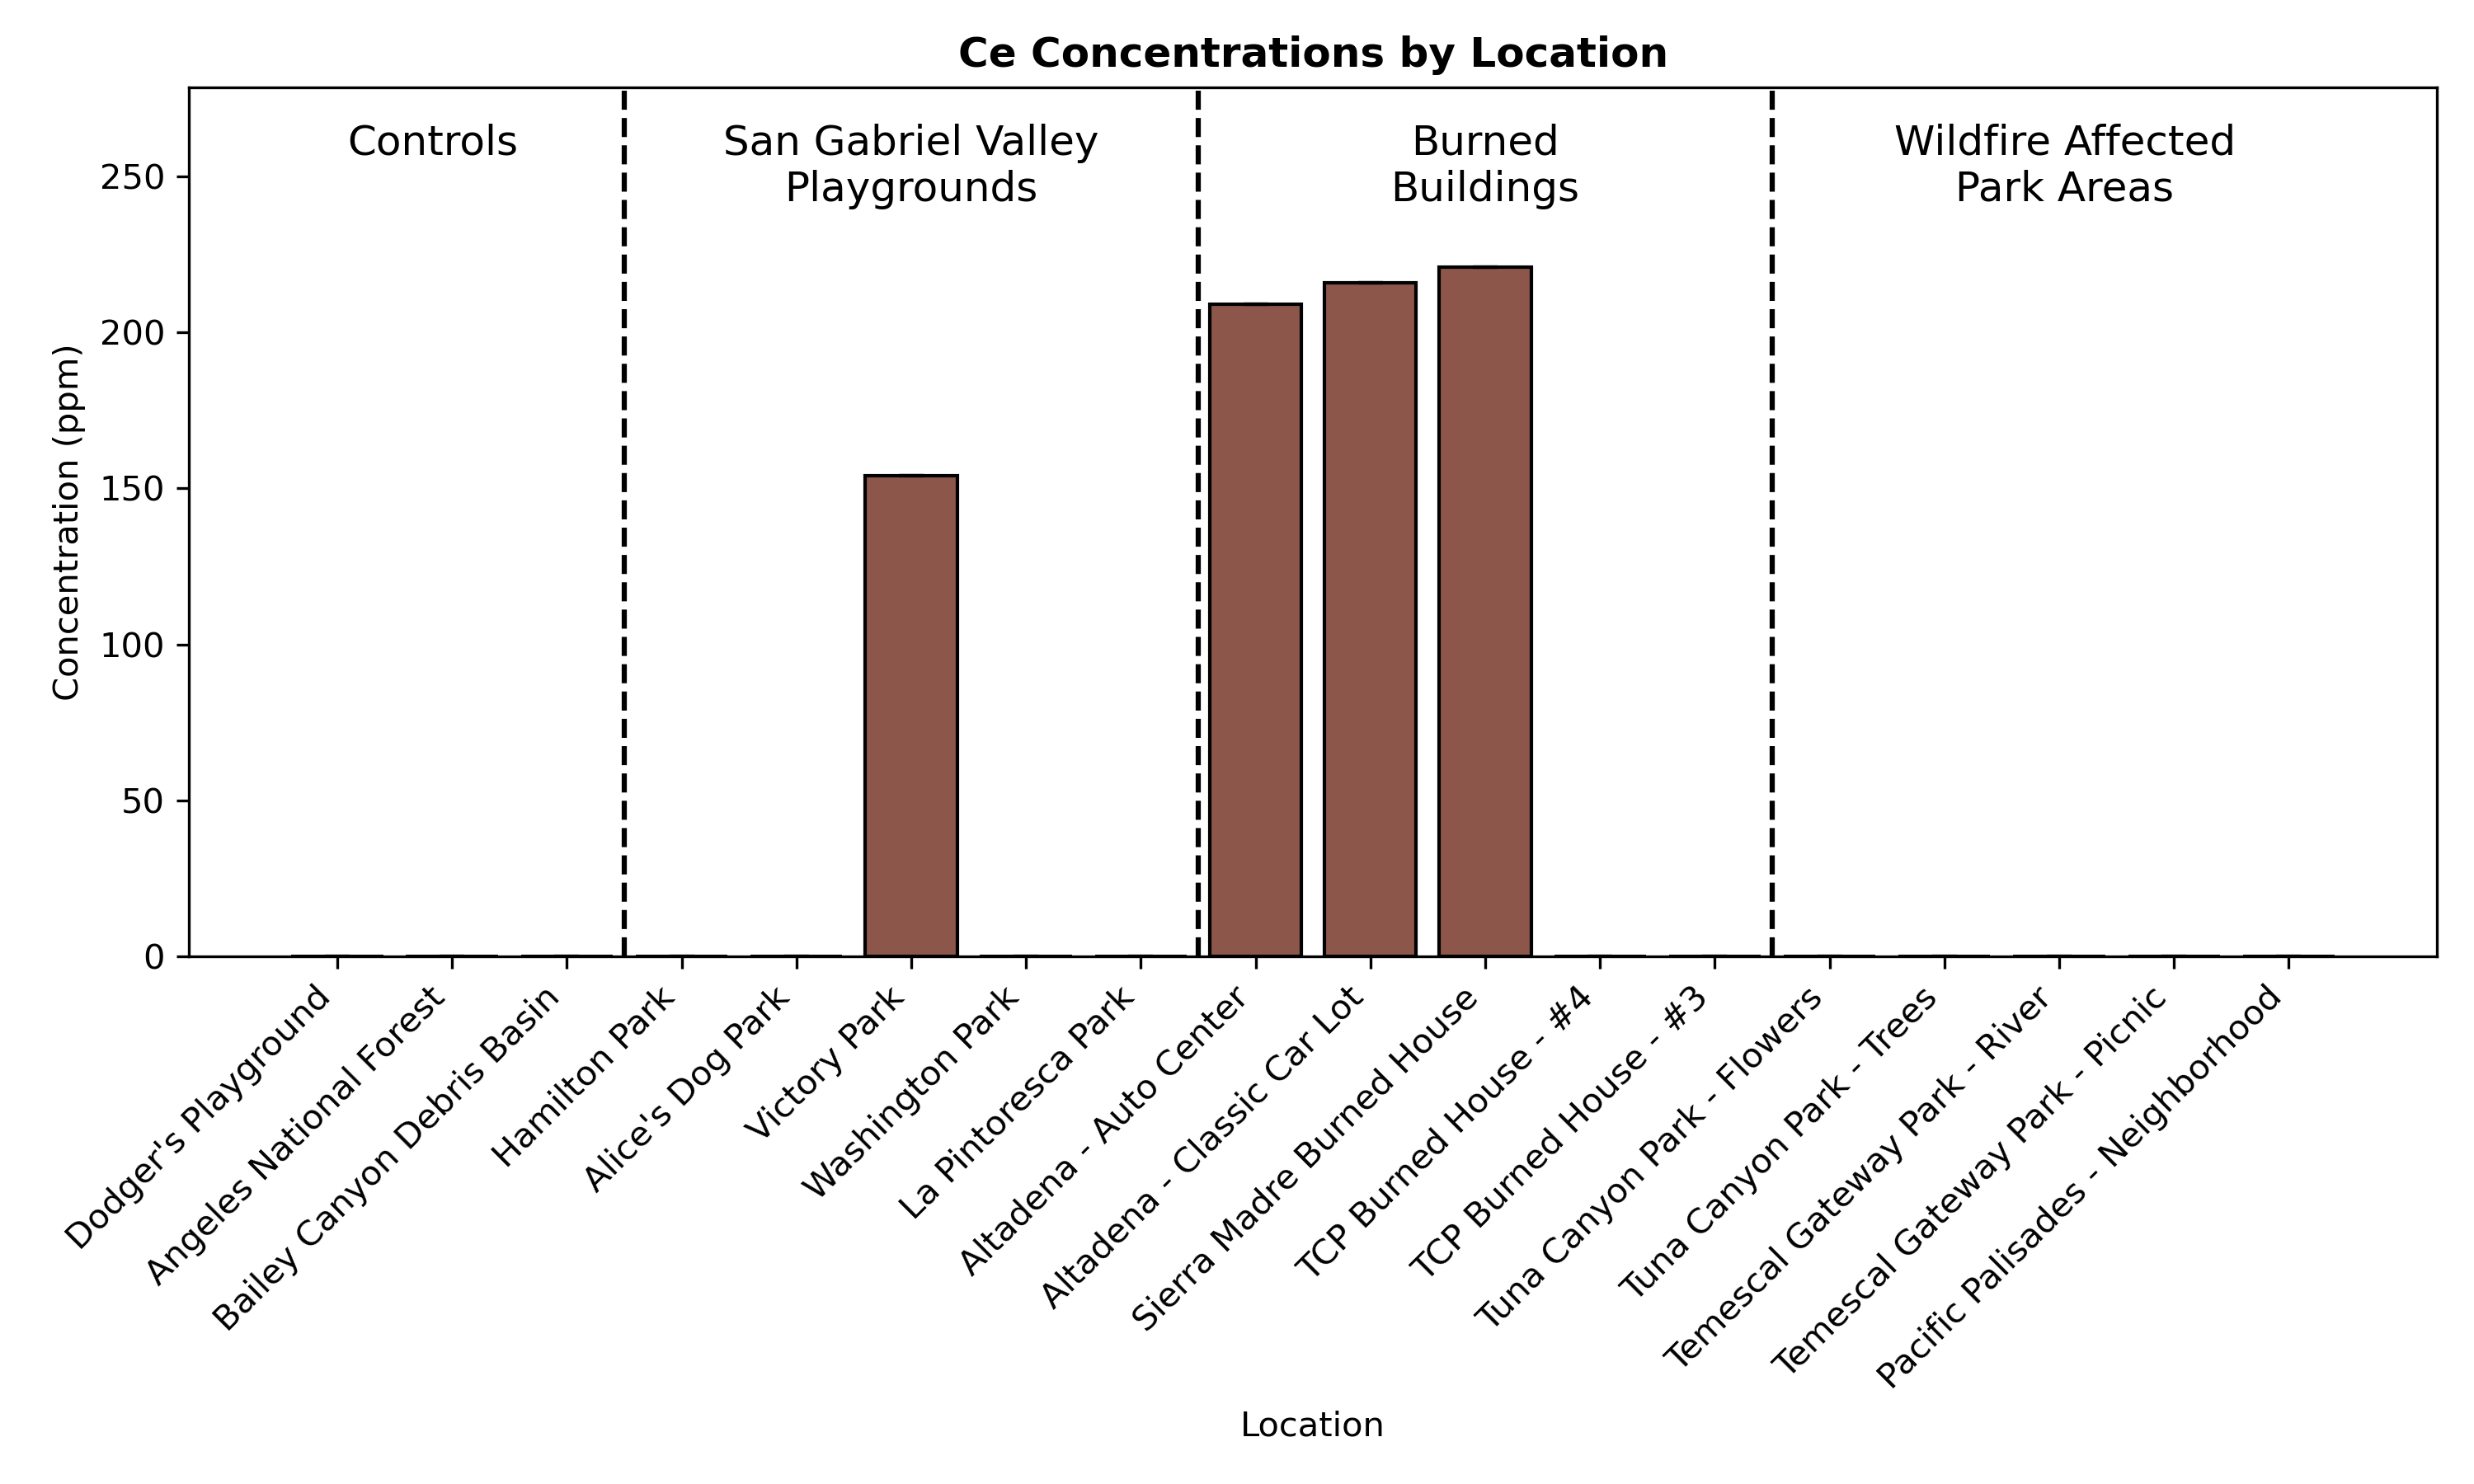 Ce Concentrations by Location
Controls
San Gabriel Valley
Playgrounds
Burned
Buildings
Wildfire Affected
Park Areas
Concentration (ppm)
250
200
150
100
50
0
Dodger's Playground
Angeles National Forest
Bailey Canyon Debris Basin
Hamilton Park
Alice's Dog Park
Victory Park
Washington Park
La Pintoresca Park
Altadena - Auto Center
Altadena - Classic Car Lot
Sierra Madre Burned House
TCP Burned House - #4
TCP Burned House - #3
Tuna Canyon Park - Flowers
Tuna Canyon Park - Trees
Temescal Gateway Park - River
Temescal Gateway Park - Picnic
Pacific Palisades - Neighborhood
Location